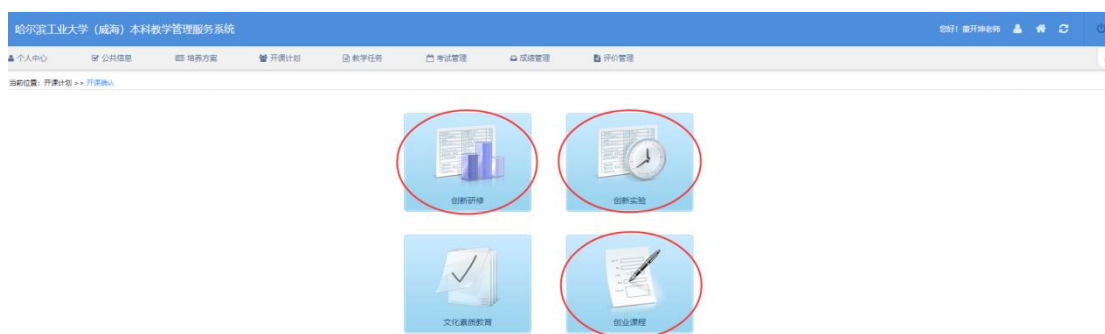 哈尔滨工业大学（威海）本科教学管理服务系统
您好！ 老师
个人中心 公共信息 培养方案 开课计划 教学任务 考试管理 成绩管理 评价管理
当前位置：开课计划 >> 开课确认
创新研修 创新实验
文化素质教育 创业课程